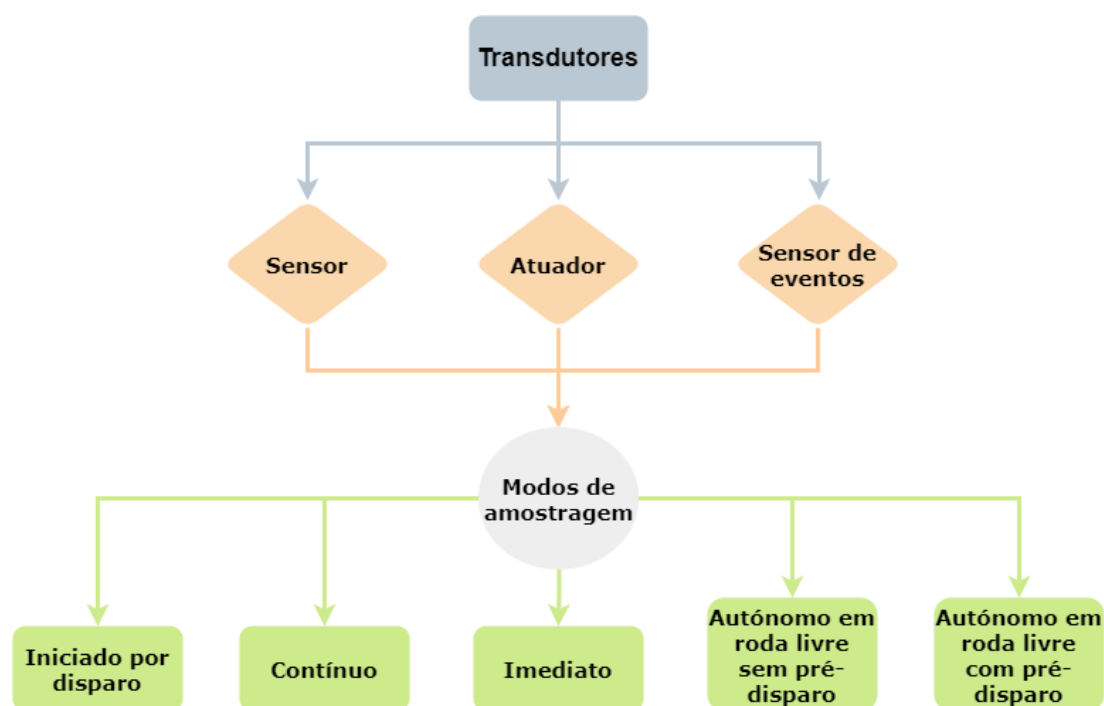 Transdutores
Sensor
Atuador
Sensor de
eventos
Modos de
amostragem
Iniciado por
disparo
Contínuo
Imediato
Autónomo em
roda livre
sem pré-
disparo
Autónomo em
roda livre
com pré-
disparo